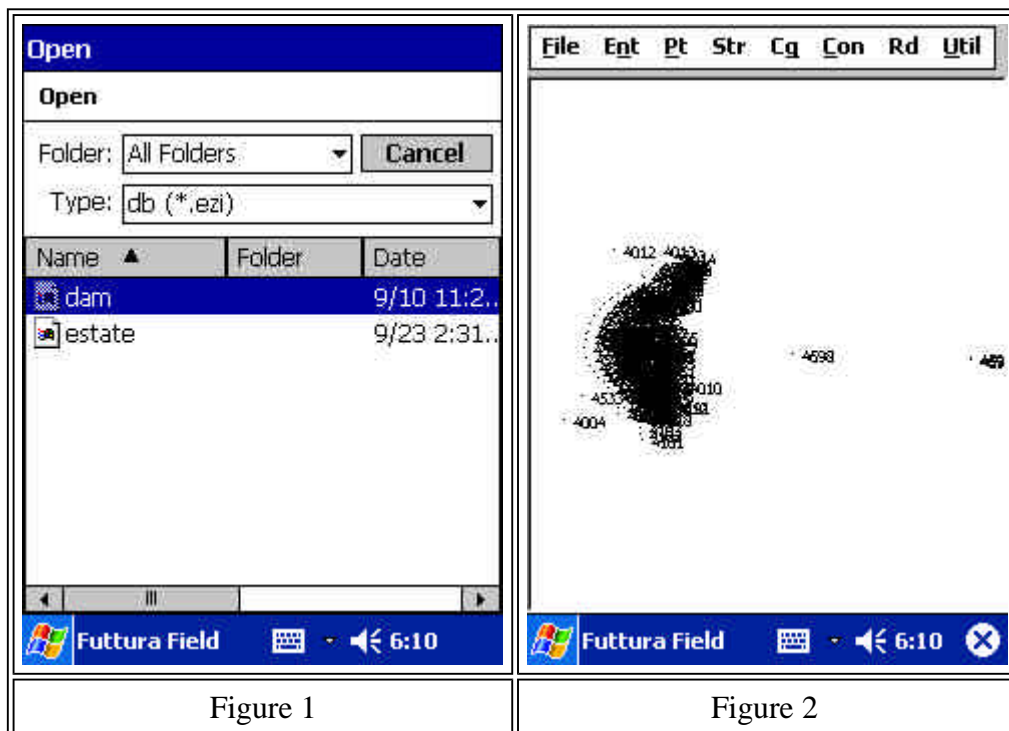 Open
Open
Folder: All Folders Cancel
Type: db (*.ezi)
Name Folder Date
dam 9/10 11:2..
estate 9/23 2:31..
Futtura Field 6:10
Figure 1
File Ent Pt Str Cg Con Rd Util
4012
4598
4010
4004
Futtura Field 6:10
Figure 2